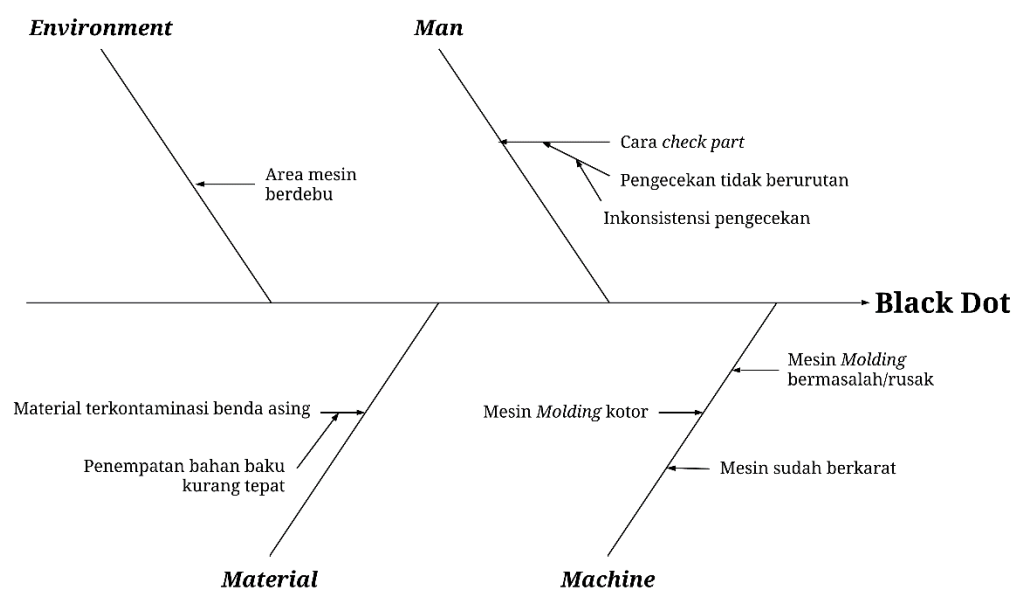 Environment
Man
Cara check part
Area mesin
berdebu
Pengecekan tidak berurutan
Inkonsistensi pengecekan
Black Dot
Mesin Molding
bermasalah/rusak
Material terkontaminasi benda asing
Mesin Molding kotor
Penempatan bahan baku
kurang tepat
Mesin sudah berkarat
Material
Machine